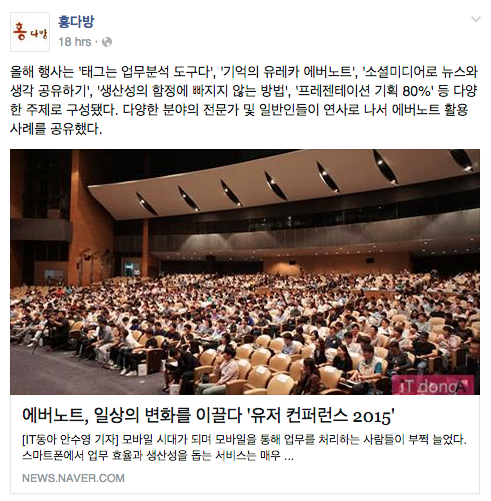 홍다방
홍다방
18 hrs ·
올해 행사는 '태그는 업무분석 도구다', '기억의 유레카 에버노트', '소셜미디어로 뉴스와
생각 공유하기', '생산성의 함정에 빠지지 않는 방법', '프레젠테이션 기획 80%' 등 다양
한 주제로 구성됐다. 다양한 분야의 전문가 및 일반인들이 연사로 나서 에버노트 활용
사례를 공유했다.
iT dongA
에버노트, 일상의 변화를 이끌다 '유저 컨퍼런스 2015'
[IT동아 안수영 기자] 모바일 시대가 되며 모바일을 통해 업무를 처리하는 사람들이 부쩍 늘었다.
스마트폰에서 업무 효율과 생산성을 돕는 서비스는 매우 ...
NEWS.NAVER.COM